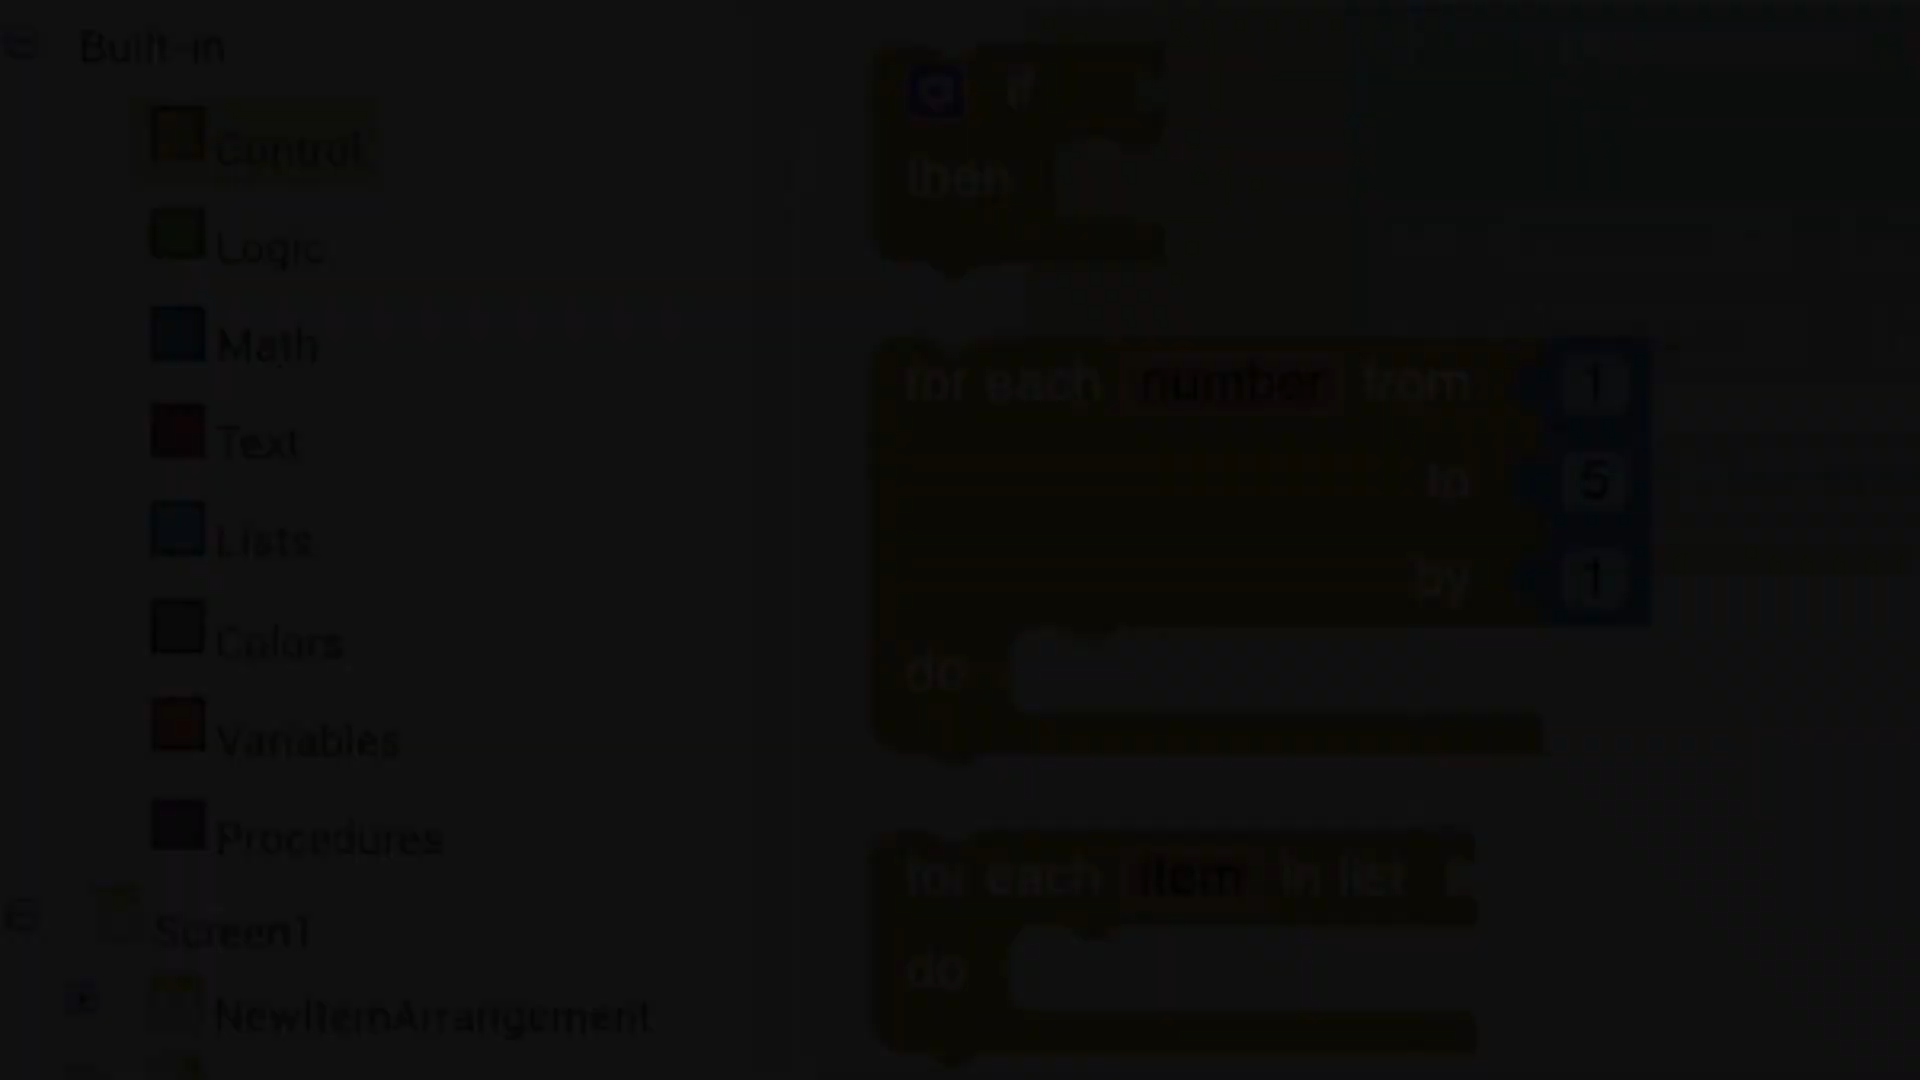 Built-in
Control
Logic
Math
Text
Lists
Colors
Variables
Procedures
Screen1
NewItemArrangement
if
then
for each number from 1
to 5
by 1
do
for each item in list
do